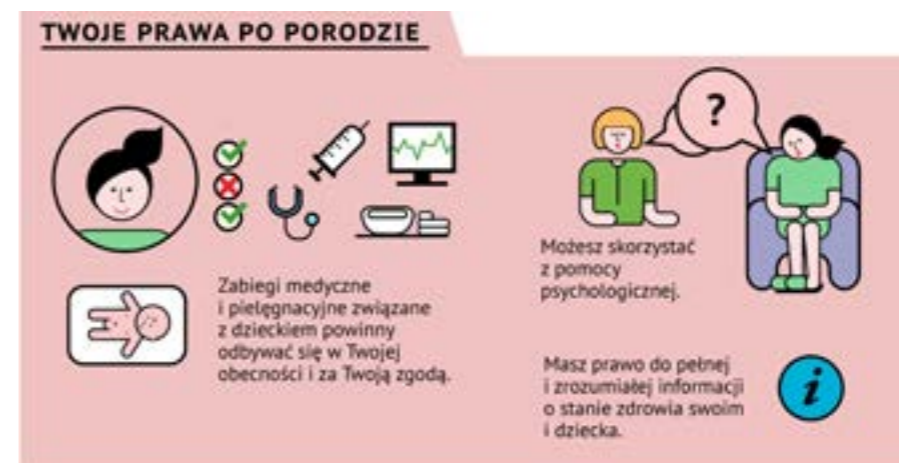 TWOJE PRAWA PO PORODZIE
?
Zabiegi medyczne
i pielęgnacyjne związane
z dzieckiem powinny
odbywać się w Twojej
obecności i za Twoją zgodą.
Możesz skorzystać
z pomocy
psychologicznej.
Masz prawo do pełnej
i zrozumiałej informacji
o stanie zdrowia swoim
i dziecka.
i